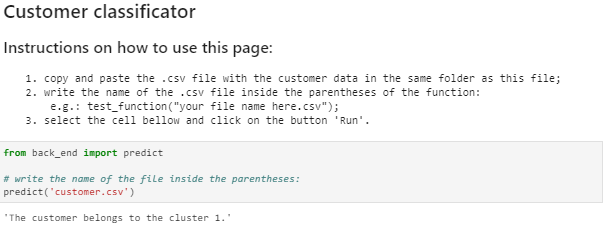 Customer classificator
Instructions on how to use this page:
1. copy and paste the .csv file with the customer data in the same folder as this file;
2. write the name of the .csv file inside the parentheses of the function:
e.g.: test_function("your file name here.csv");
3. select the cell bellow and click on the button 'Run'.
from back_end import predict
# write the name of the file inside the parentheses:
predict('customer.csv')
'The customer belongs to the cluster 1.'